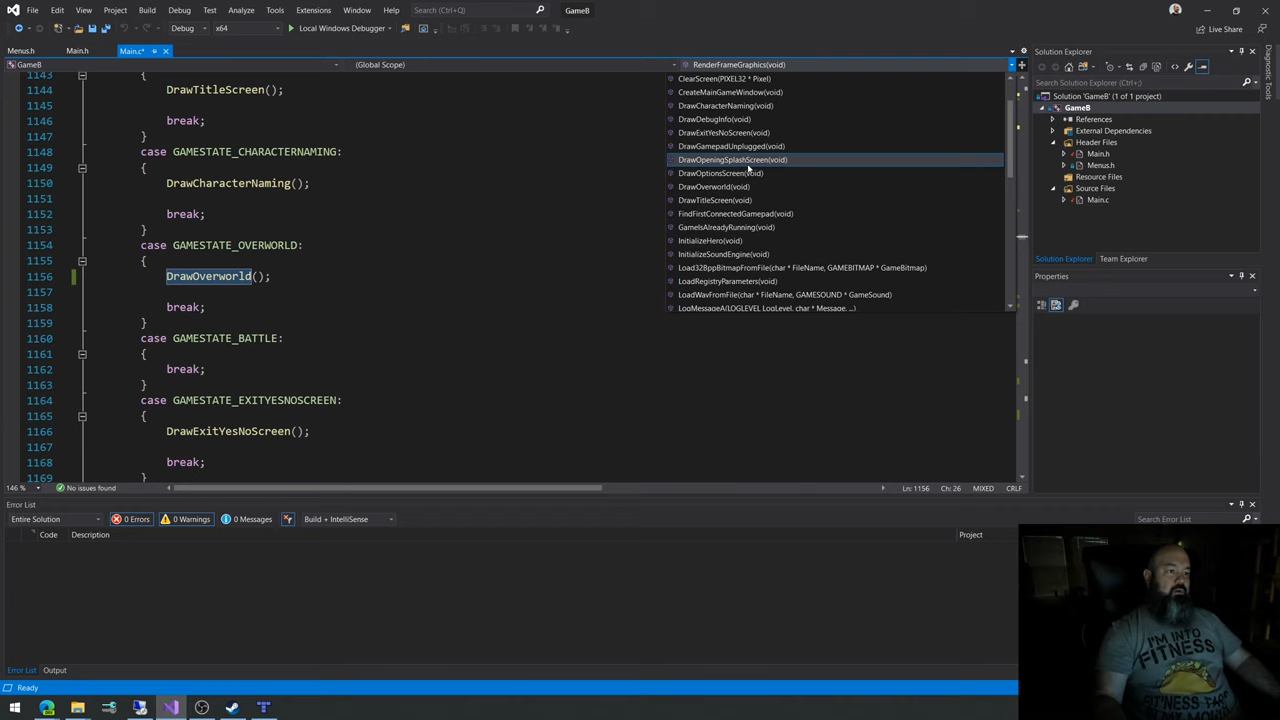 File Edit View Project Build Debug Test Analyze Tools Extensions Window Help Search (Ctrl+Q) GameB
Debug x64 Local Windows Debugger Live Share
Menus.h Main.h Main.c*
GameB (Global Scope) RenderFrameGraphics(void)
1143 {
1144 DrawTitleScreen();
1145
1146 break;
1147 }
1148 case GAMESTATE_CHARACTERNAMING:
1149 {
1150 DrawCharacterNaming();
1151
1152 break;
1153 }
1154 case GAMESTATE_OVERWORLD:
1155 {
1156 DrawOverworld();
1157
1158 break;
1159 }
1160 case GAMESTATE_BATTLE:
1161 {
1162 break;
1163 }
1164 case GAMESTATE_EXITYESNOSCREEN:
1165 {
1166 DrawExitYesNoScreen();
1167
1168 break;
1169 }
ClearScreen(PIXEL32 * Pixel)
CreateMainGameWindow(void)
DrawCharacterNaming(void)
DrawDebugInfo(void)
DrawExitYesNoScreen(void)
DrawGamepadUnplugged(void)
DrawOpeningSplashScreen(void)
DrawOptionsScreen(void)
DrawOverworld(void)
DrawTitleScreen(void)
FindFirstConnectedGamepad(void)
GameIsAlreadyRunning(void)
InitializeHero(void)
InitializeSoundEngine(void)
Load32BppBitmapFromFile(char * FileName, GAMEBITMAP * GameBitmap)
LoadRegistryParameters(void)
LoadWavFromFile(char * FileName, GAMESOUND * GameSound)
LogMessageA(LOGLEVEL LogLevel, char * Message, ...)
146 % No issues found Ln: 1156 Ch: 26 MIXED CRLF
Error List
Entire Solution 0 Errors 0 Warnings 0 Messages Build + IntelliSense Search Error List
Code Description Project
Error List Output
Ready
Solution Explorer
Search Solution Explorer (Ctrl+;)
Solution 'GameB' (1 of 1 project)
GameB
References
External Dependencies
Header Files
Main.h
Menus.h
Resource Files
Source Files
Main.c
Solution Explorer Team Explorer
Properties
Diagnostic Tools
I'M INTO
FITNESS